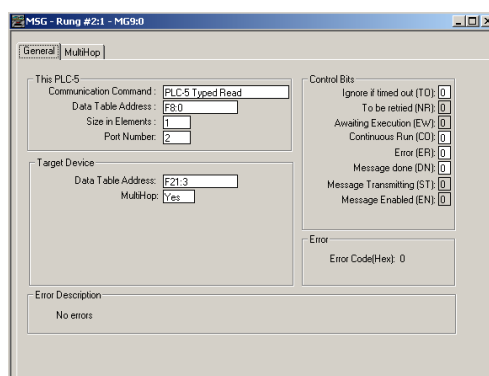 MSG - Rung #2:1 - MG9:0
General
MultiHop
This PLC-5
Communication Command : PLC-5 Typed Read
Data Table Address : F8:0
Size in Elements : 1
Port Number: 2
Target Device
Data Table Address: F21:3
MultiHop: Yes
Control Bits
Ignore if timed out (TO): 0
To be retried (NR): 0
Awaiting Execution (EW): 0
Continuous Run (CO): 0
Error (ER): 0
Message done (DN): 0
Message Transmitting (ST): 0
Message Enabled (EN): 0
Error
Error Code(Hex): 0
Error Description
No errors